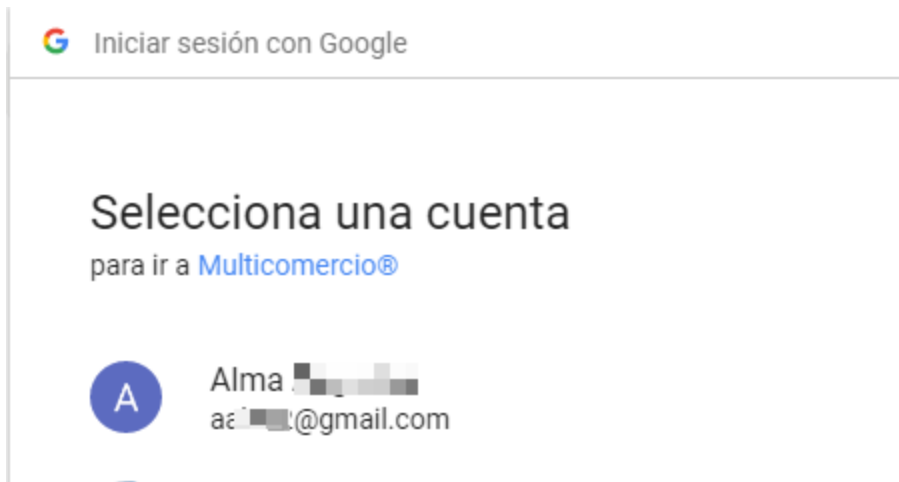 Iniciar sesión con Google
Selecciona una cuenta
para ir a Multicomercio®
A
Alma
@gmail.com